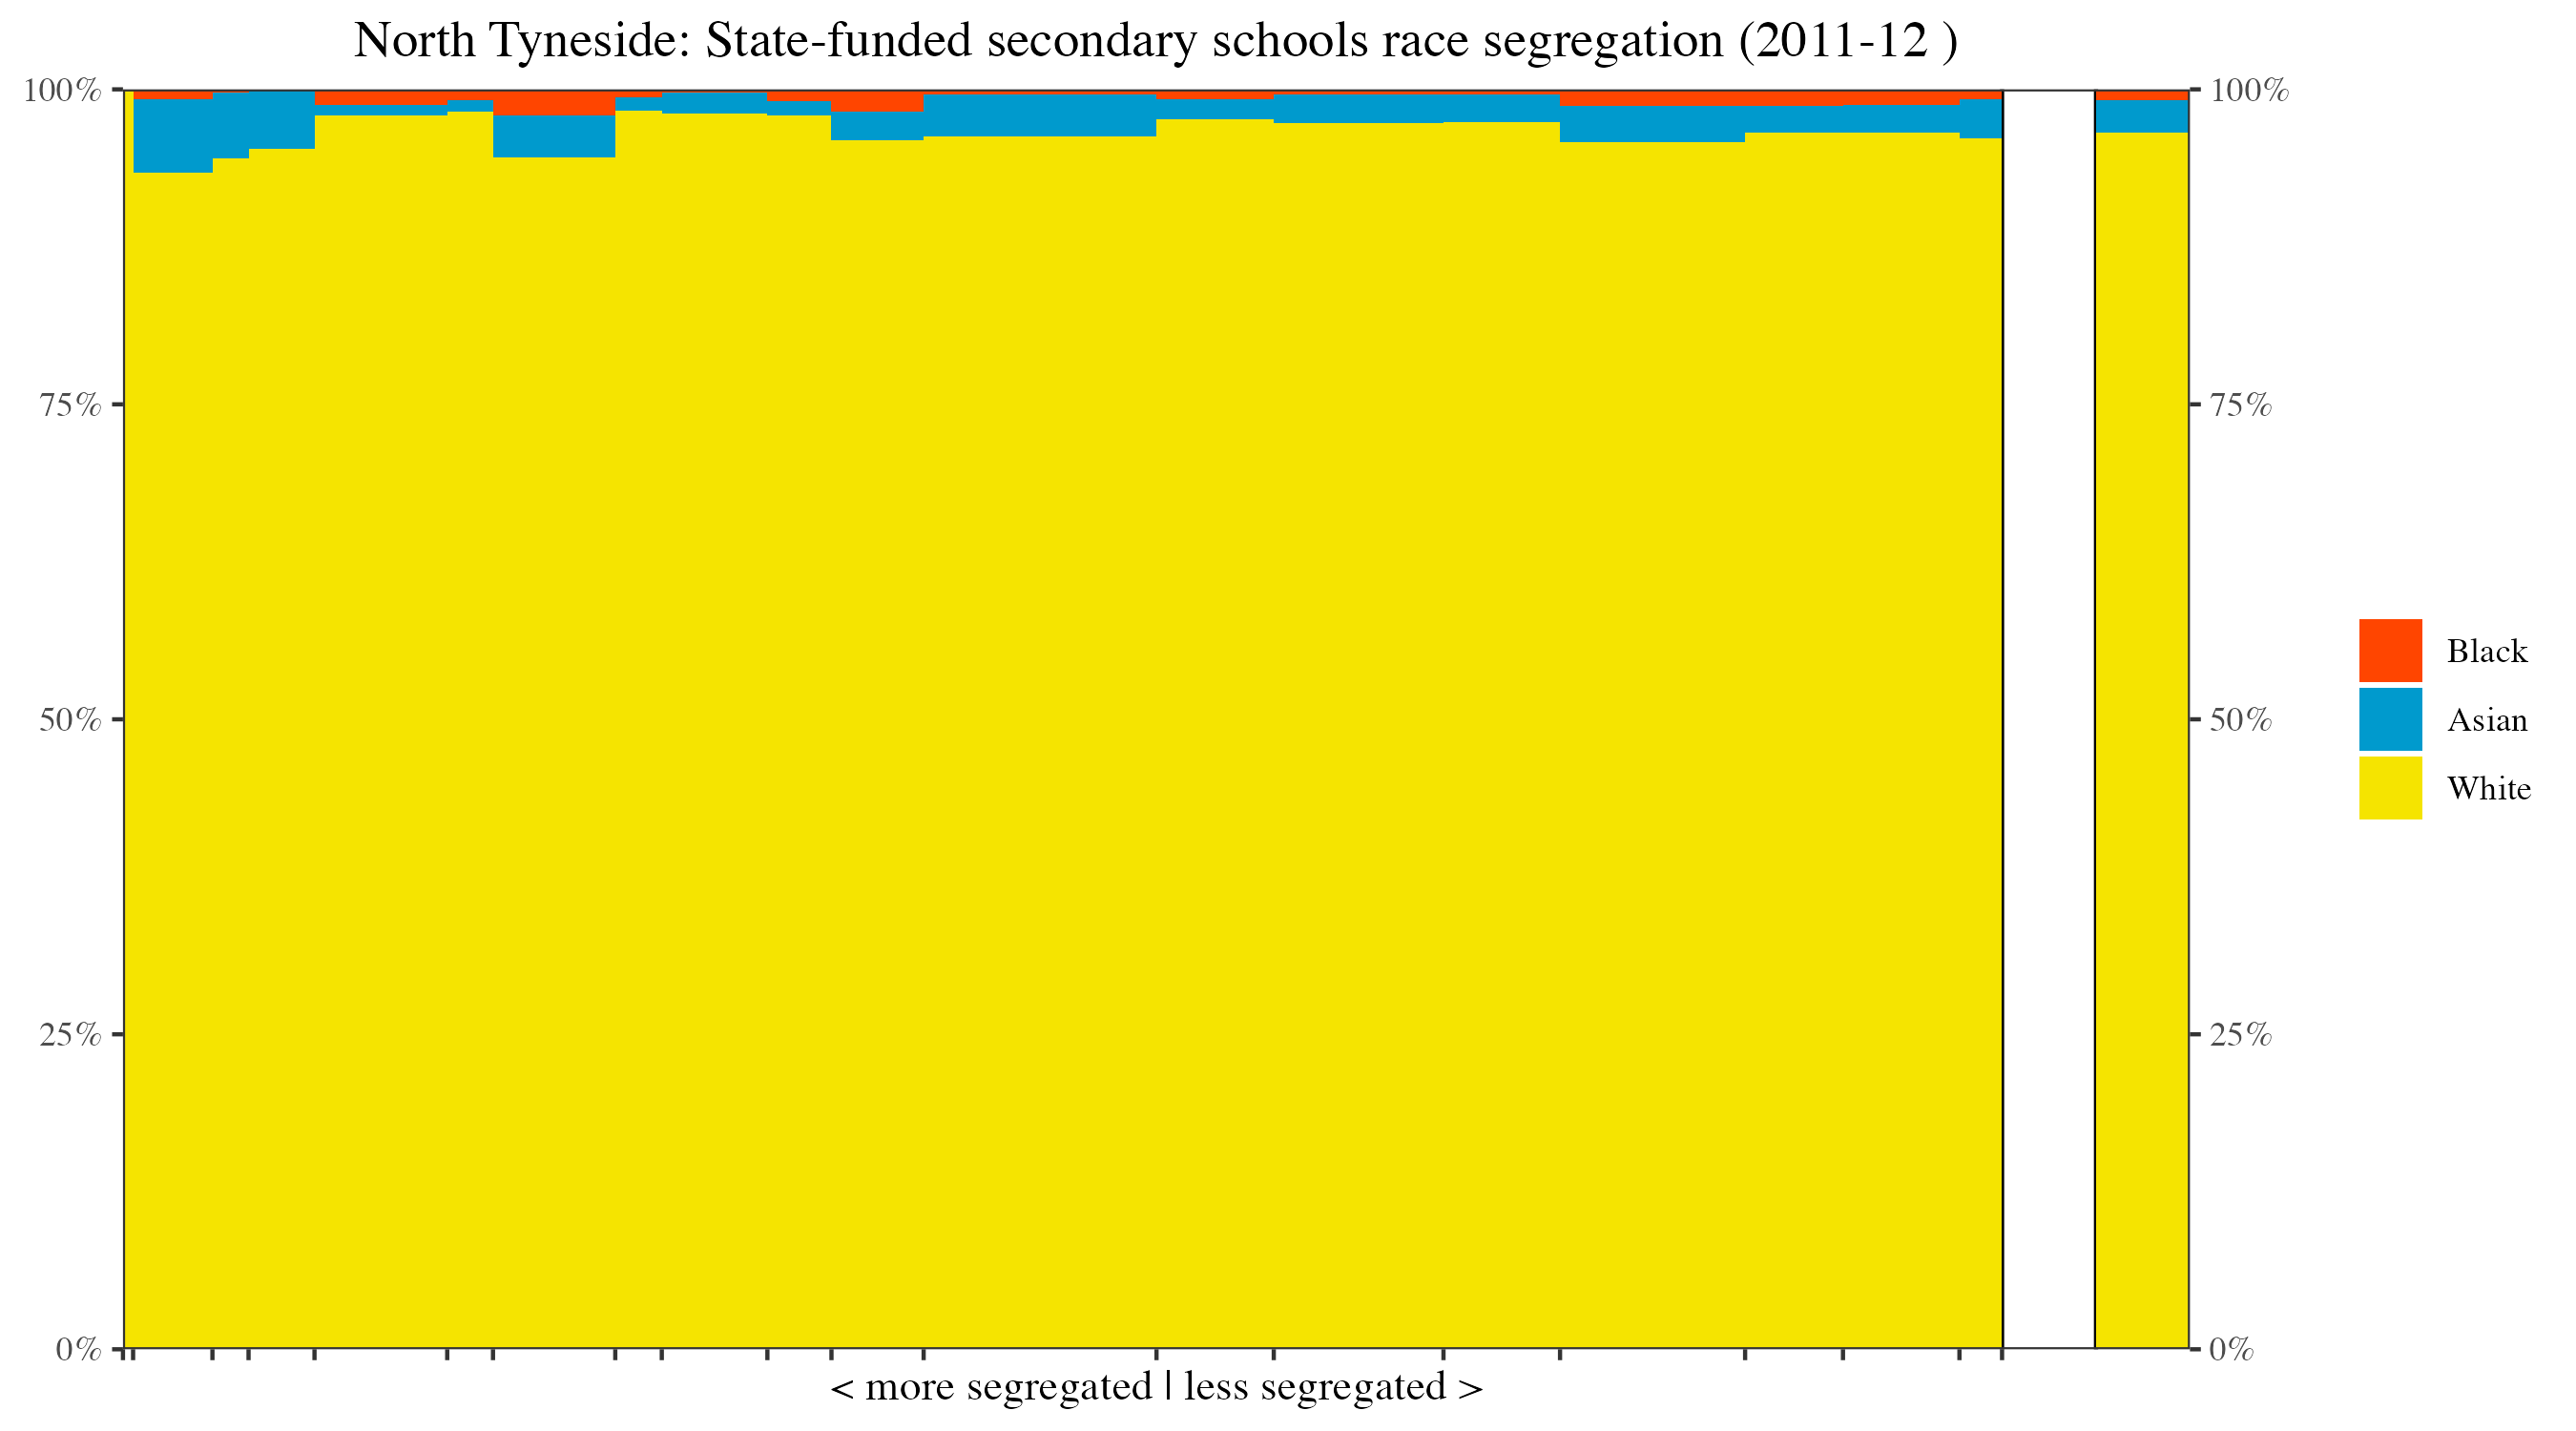 North Tyneside: State-funded secondary schools race segregation (2011-12 )
100%
75%
50%
25%
0%
100%
75%
50%
25%
0%
Black
Asian
White
< more segregated | less segregated >